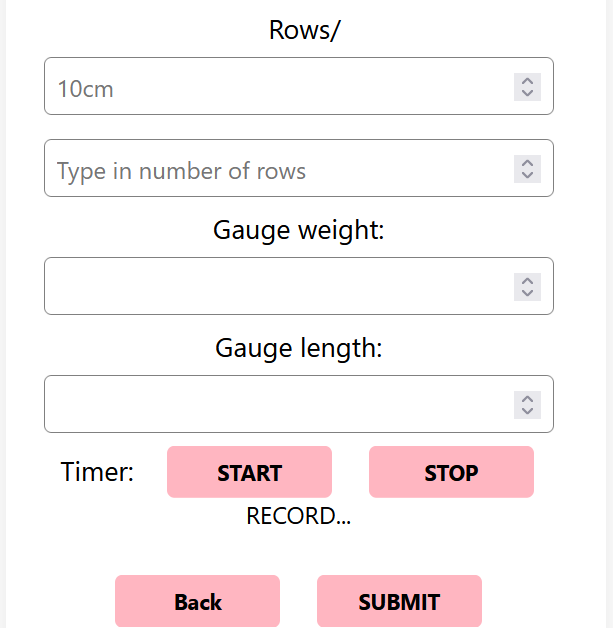 Rows/
10cm
Type in number of rows
Gauge weight:
Gauge length:
Timer: START STOP
RECORD...
Back SUBMIT